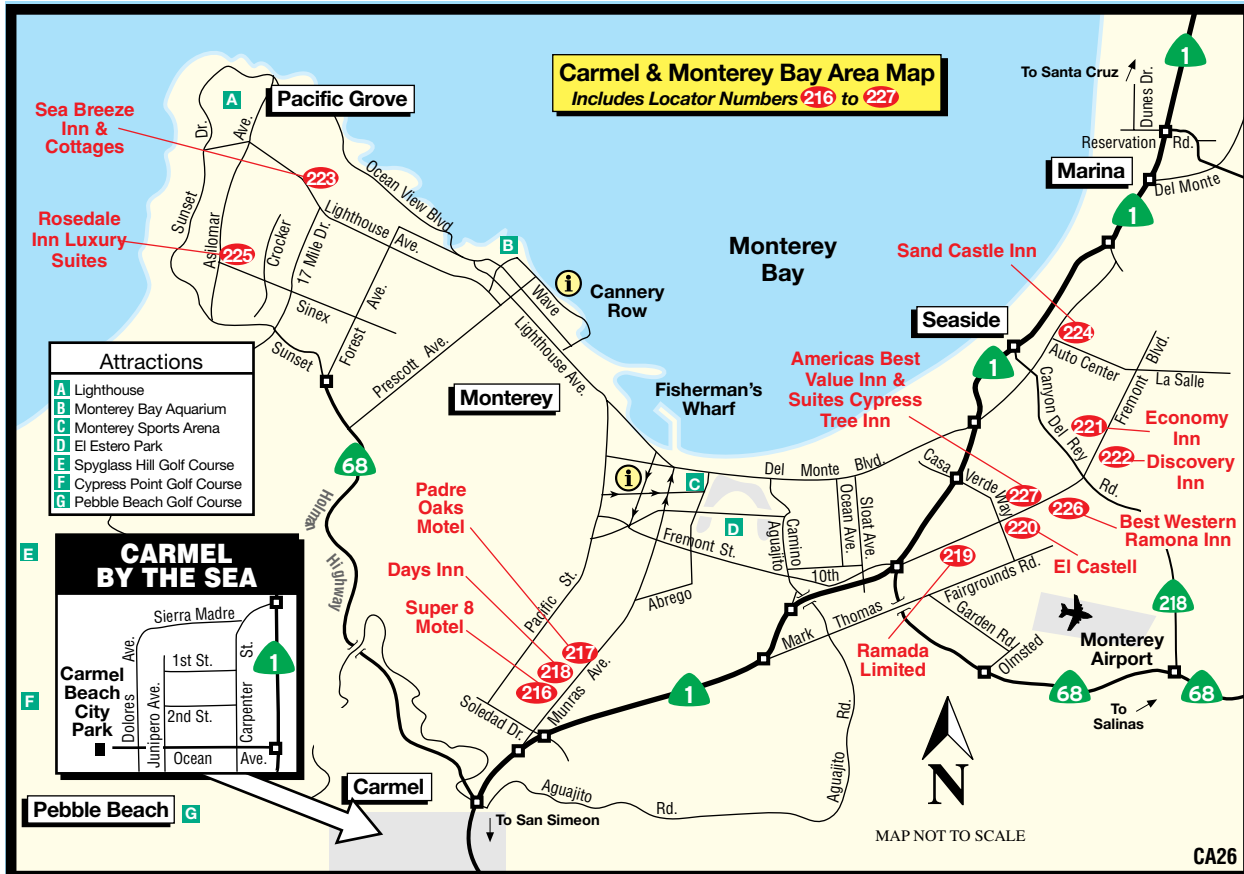 Carmel & Monterey Bay Area Map
Includes Locator Numbers 216 to 227
To Santa Cruz
1
Dunes Dr.
Reservation Rd.
Marina
Del Monte
1
A
Pacific Grove
Sea Breeze
Inn &
Cottages
223
Dr.
Ave.
Ocean View Blvd
Sunset
Lighthouse Ave.
Rosedale
Inn Luxury
Suites
225
Asilomar
Crocker
17 Mile Dr.
Sinex
Sunset
Forest Ave.
B
Wave
i
Cannery
Row
Monterey
Bay
Sand Castle Inn
224
Seaside
1
Auto Center
La Salle
Fremont Blvd.
Canyon Del Rey Rd.
Prescott Ave.
Lighthouse Ave.
Attractions
A Lighthouse
B Monterey Bay Aquarium
C Monterey Sports Arena
D El Estero Park
E Spyglass Hill Golf Course
F Cypress Point Golf Course
G Pebble Beach Golf Course
Monterey
Fisherman's
Wharf
Americas Best
Value Inn &
Suites Cypress
Tree Inn
221
Economy
Inn
222
Discovery
Inn
68
Holman Highway
Padre
Oaks
Motel
i
C
Del Monte Blvd.
Casa Verde Way
227
226
Best Western
Ramona Inn
220
El Castell
D
Camino Aguajito
Ocean Ave.
Sloat Ave.
Fremont St.
10th
219
Fairgrounds Rd.
Garden Rd.
Olmsted
Mark Thomas
Ramada
Limited
Monterey
Airport
218
68
68
To
Salinas
Days Inn
Super 8
Motel
Pacific St.
Abrego
217
218
216
Munras Ave.
Soledad Dr.
1
Aguajito Rd.
E
CARMEL
BY THE SEA
Sierra Madre
1st St.
2nd St.
Dolores Ave.
Junipero Ave.
Carpenter St.
1
Ocean Ave.
Carmel
Beach
City
Park
F
Carmel
Pebble Beach
G
Aguajito Rd.
To San Simeon
N
MAP NOT TO SCALE
CA26